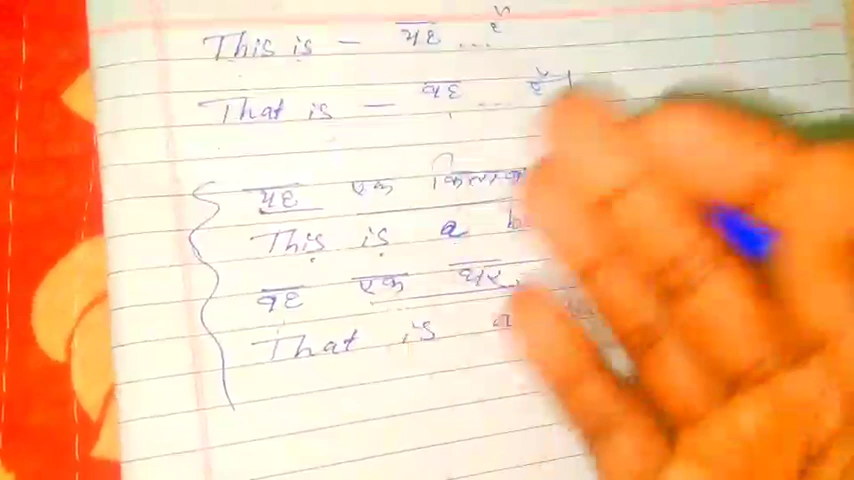 This is - यह ... है
That is - वह ... है
यह एक किताब
This is a
वह एक घर
That is a